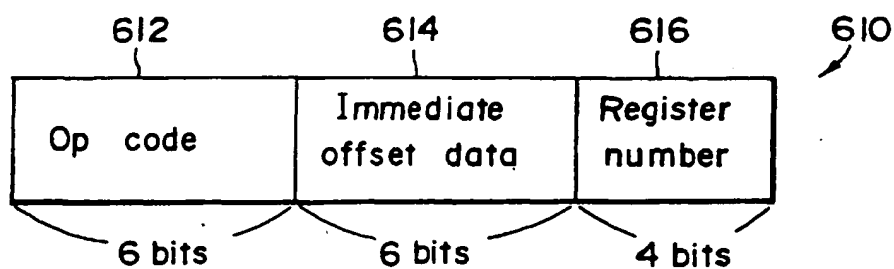 612 614 616 610
Op code
Immediate
offset data
Register
number
6 bits 6 bits 4 bits